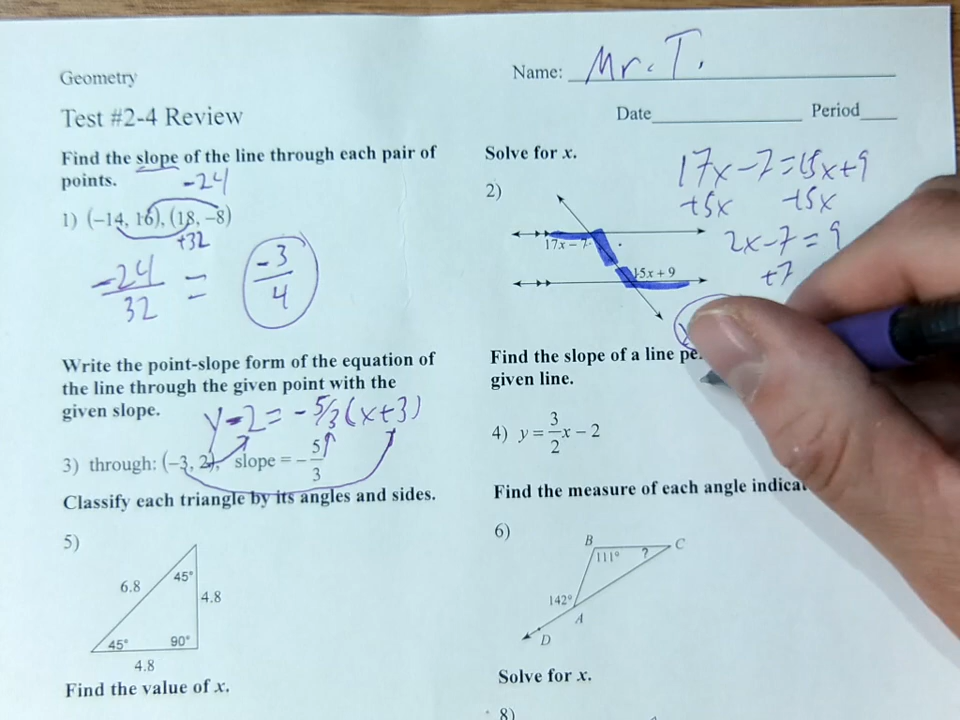 Geometry
Name: Mr. T.
Test #2-4 Review
Date Period
Find the slope of the line through each pair of
points.
-24
1) (−14, 16), (18, −8)
+32
-24/32 = -3/4
Solve for x.
2)
17x − 7
15x + 9
17x-7=15x+9
+5x -15x
2x-7=9
+7
Write the point-slope form of the equation of
the line through the given point with the
given slope.
y-2=-5/3(x+3)
3) through: (−3, 2), slope = −5/3
Find the slope of a line
given line.
4) y = 3/2 x − 2
Classify each triangle by its angles and sides.
5)
6.8
45°
4.8
45°
90°
4.8
Find the measure of each angle
6)
B
C
111°
?
142°
A
D
Find the value of x.
Solve for x.
8)